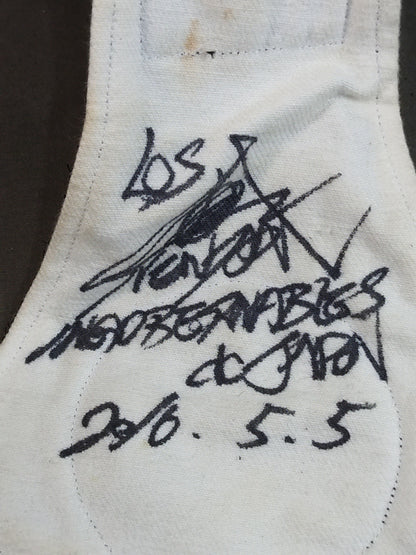 LOS
INGOBERNABLES
de JAPON
2016. 5. 5